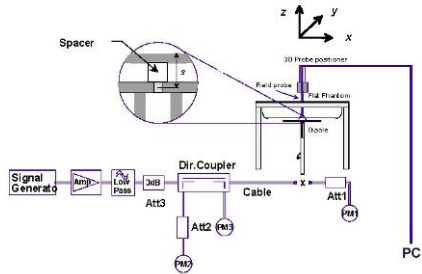 z
y
x
Spacer
s
3D Probe positioner
Field probe
Flat Phantom
Dipole
Signal
Generato
Amp
Low
Pass
3dB
Att3
Dir.Coupler
Cable
x
Att1
PM1
Att2
PM3
PM2
PC